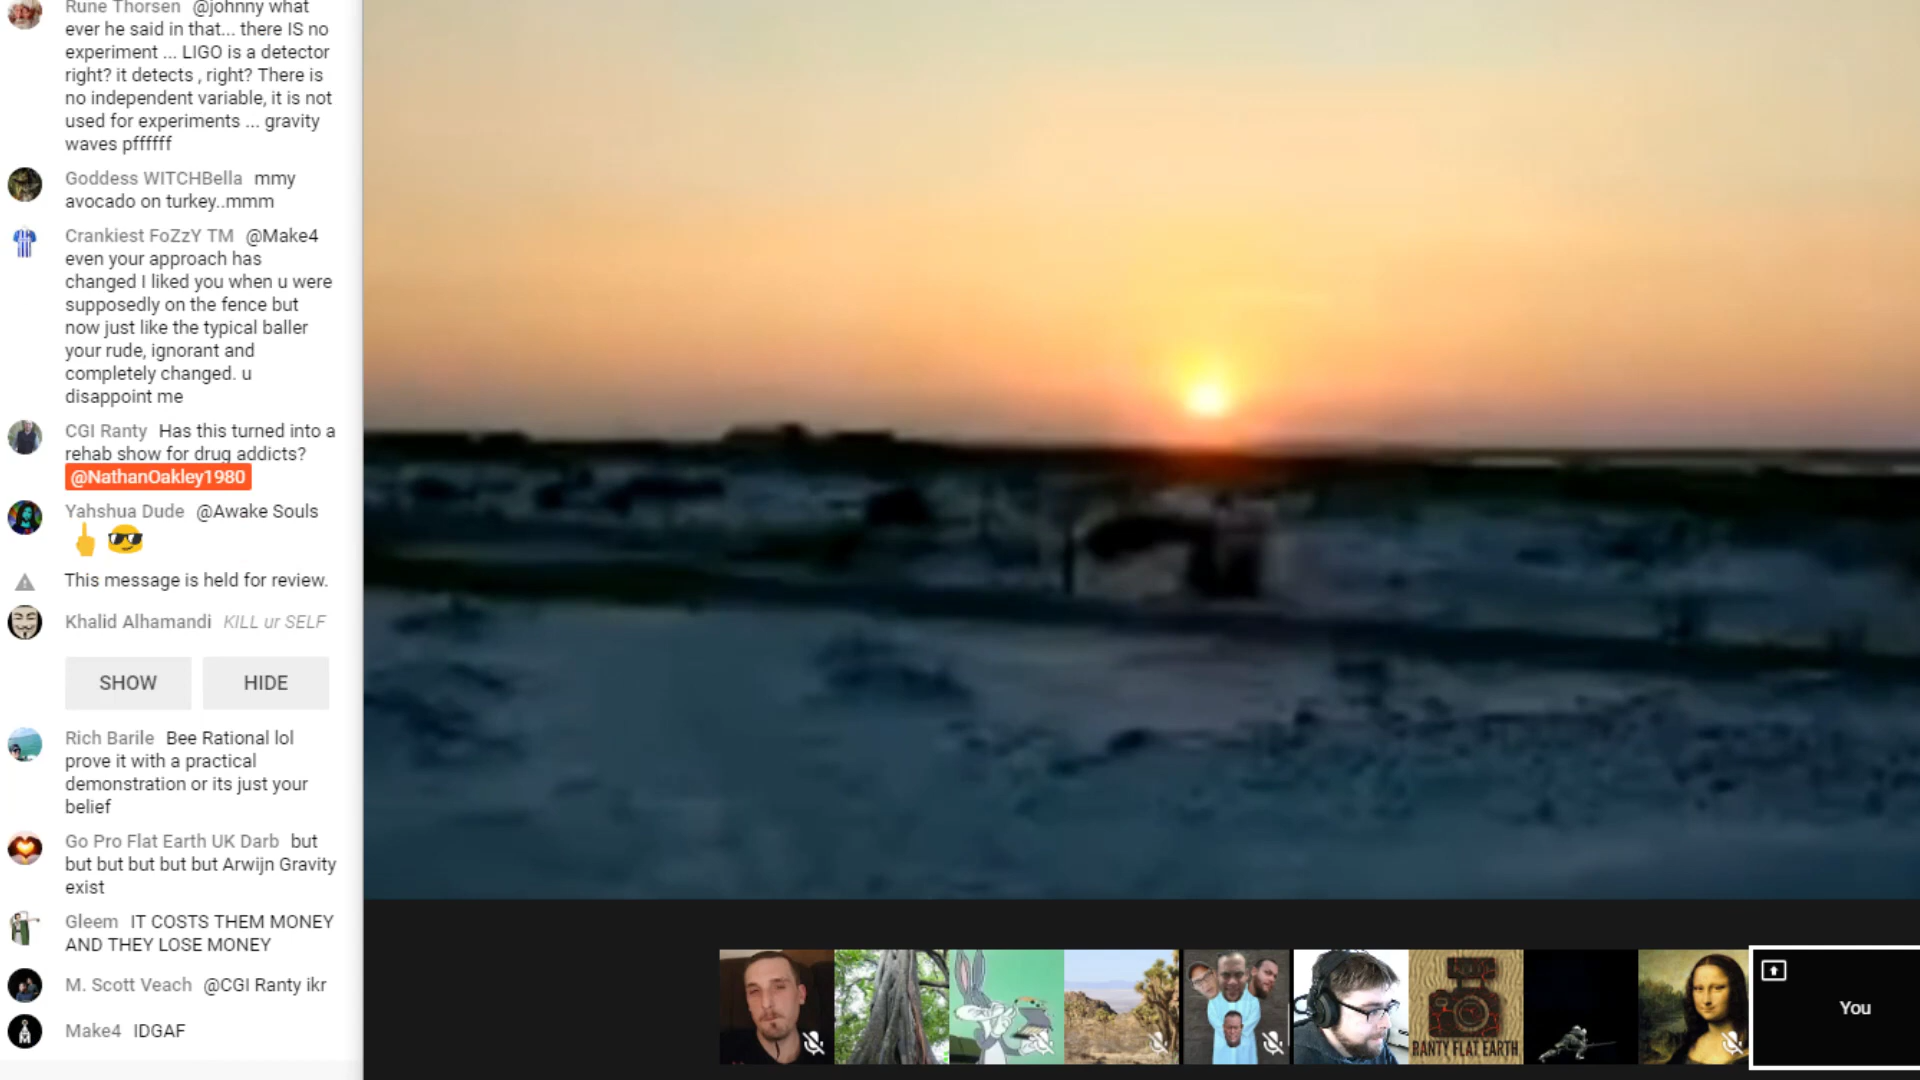 Rune Thorsen @johnny what
ever he said in that... there IS no
experiment ... LIGO is a detector
right? it detects , right? There is
no independent variable, it is not
used for experiments ... gravity
waves pffffff
Goddess WITCHBella mmy
avocado on turkey..mmm
Crankiest FoZzY TM @Make4
even your approach has
changed I liked you when u were
supposedly on the fence but
now just like the typical baller
your rude, ignorant and
completely changed. u
disappoint me
CGI Ranty Has this turned into a
rehab show for drug addicts?
@NathanOakley1980
Yahshua Dude @Awake Souls
This message is held for review.
Khalid Alhamandi KILL ur SELF
SHOW HIDE
Rich Barile Bee Rational lol
prove it with a practical
demonstration or its just your
belief
Go Pro Flat Earth UK Darb but
but but but but but Arwijn Gravity
exist
Gleem IT COSTS THEM MONEY
AND THEY LOSE MONEY
M. Scott Veach @CGI Ranty ikr
Make4 IDGAF
RANTY FLAT EARTH
You